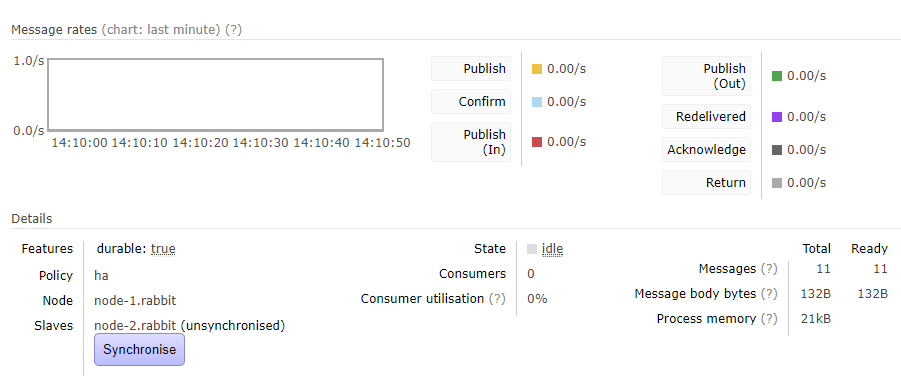 Message rates (chart: last minute) (?)
1.0/s
0.0/s
14:10:00 14:10:10 14:10:20 14:10:30 14:10:40 14:10:50
Publish 0.00/s
Confirm 0.00/s
Publish
(In) 0.00/s
Publish
(Out) 0.00/s
Redelivered 0.00/s
Acknowledge 0.00/s
Return 0.00/s
Details
Features durable: true
Policy ha
Node node-1.rabbit
Slaves node-2.rabbit (unsynchronised)
Synchronise
State idle
Consumers 0
Consumer utilisation (?) 0%
Total Ready
Messages (?) 11 11
Message body bytes (?) 132B 132B
Process memory (?) 21kB